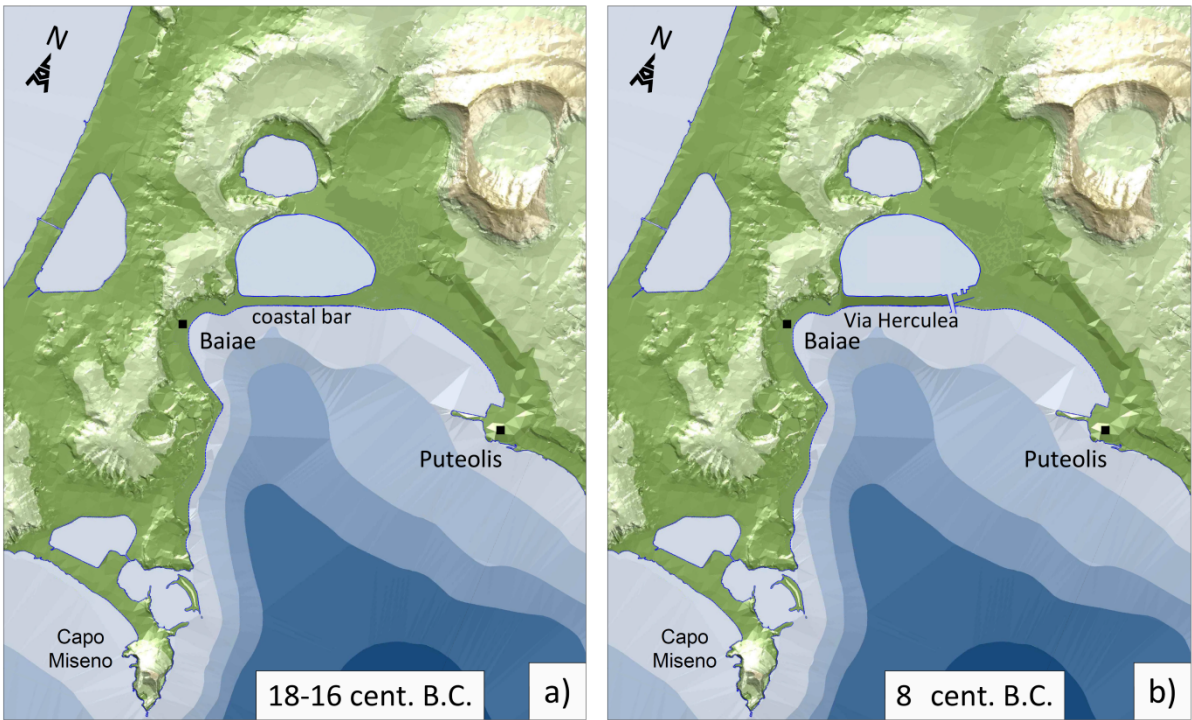 N
coastal bar
Baiae
Puteolis
Capo
Miseno
18-16 cent. B.C.
a)
N
Via Herculea
Baiae
Puteolis
Capo
Miseno
8 cent. B.C.
b)